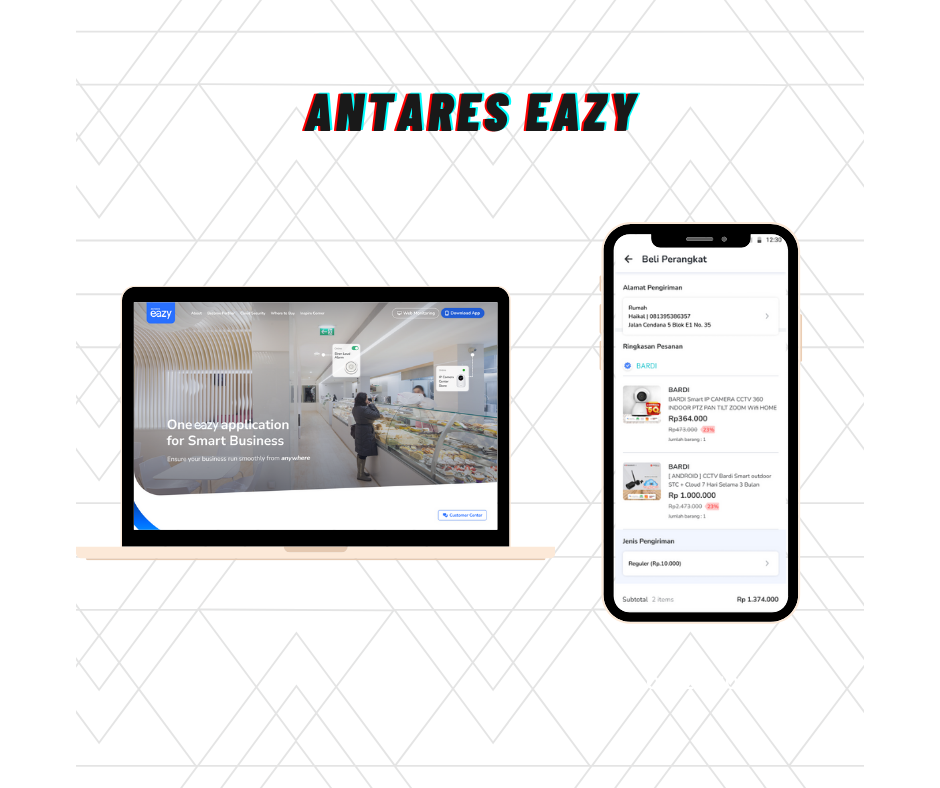 ANTARES EAZY
eazy
About
Customer Center
Web Monitoring
Download App
One eazy application
for Smart Business
Ensure your business run smoothly from anywhere
12:30
Beli Perangkat
Alamat Pengiriman
Rumah
Haikal | 081395386357
Jalan Cendana 5 Blok E1 No. 35
Ringkasan Pesanan
BARDI
BARDI
BARDI Smart IP CAMERA CCTV 360
INDOOR PTZ PAN TILT ZOOM Wifi HOME
Rp364.000
Rp473.000 23%
Jumlah barang : 1
BARDI
[ ANDROID ] CCTV Bardi Smart outdoor
STC + Cloud 7 Hari Selama 3 Bulan
Rp 1.000.000
Rp2.473.000 23%
Jumlah barang : 1
Jenis Pengiriman
Reguler (Rp.10.000)
Subtotal 2 items Rp 1.374.000